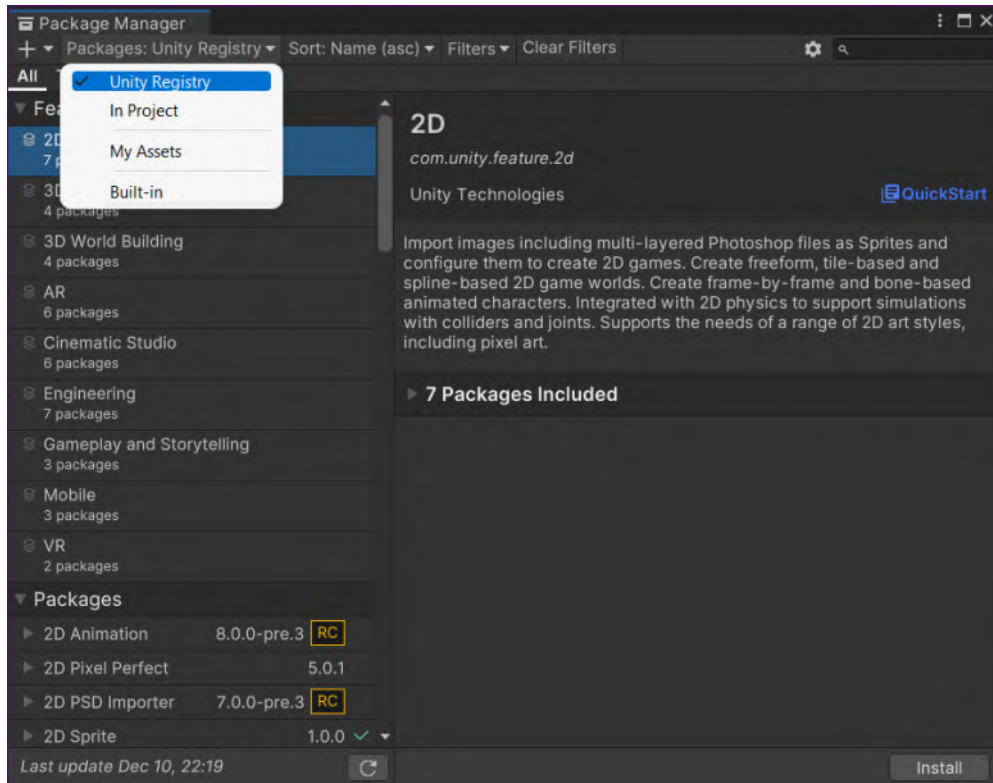 Package Manager
Packages: Unity Registry Sort: Name (asc) Filters Clear Filters
All
Unity Registry
In Project
My Assets
Built-in
2D
com.unity.feature.2d
Unity Technologies
QuickStart
Import images including multi-layered Photoshop files as Sprites and
configure them to create 2D games. Create freeform, tile-based and
spline-based 2D game worlds. Create frame-by-frame and bone-based
animated characters. Integrated with 2D physics to support simulations
with colliders and joints. Supports the needs of a range of 2D art styles,
including pixel art.
7 Packages Included
4 packages
3D World Building
4 packages
AR
6 packages
Cinematic Studio
6 packages
Engineering
7 packages
Gameplay and Storytelling
3 packages
Mobile
3 packages
VR
2 packages
Packages
2D Animation 8.0.0-pre.3 RC
2D Pixel Perfect 5.0.1
2D PSD Importer 7.0.0-pre.3 RC
2D Sprite 1.0.0
Last update Dec 10, 22:19
Install